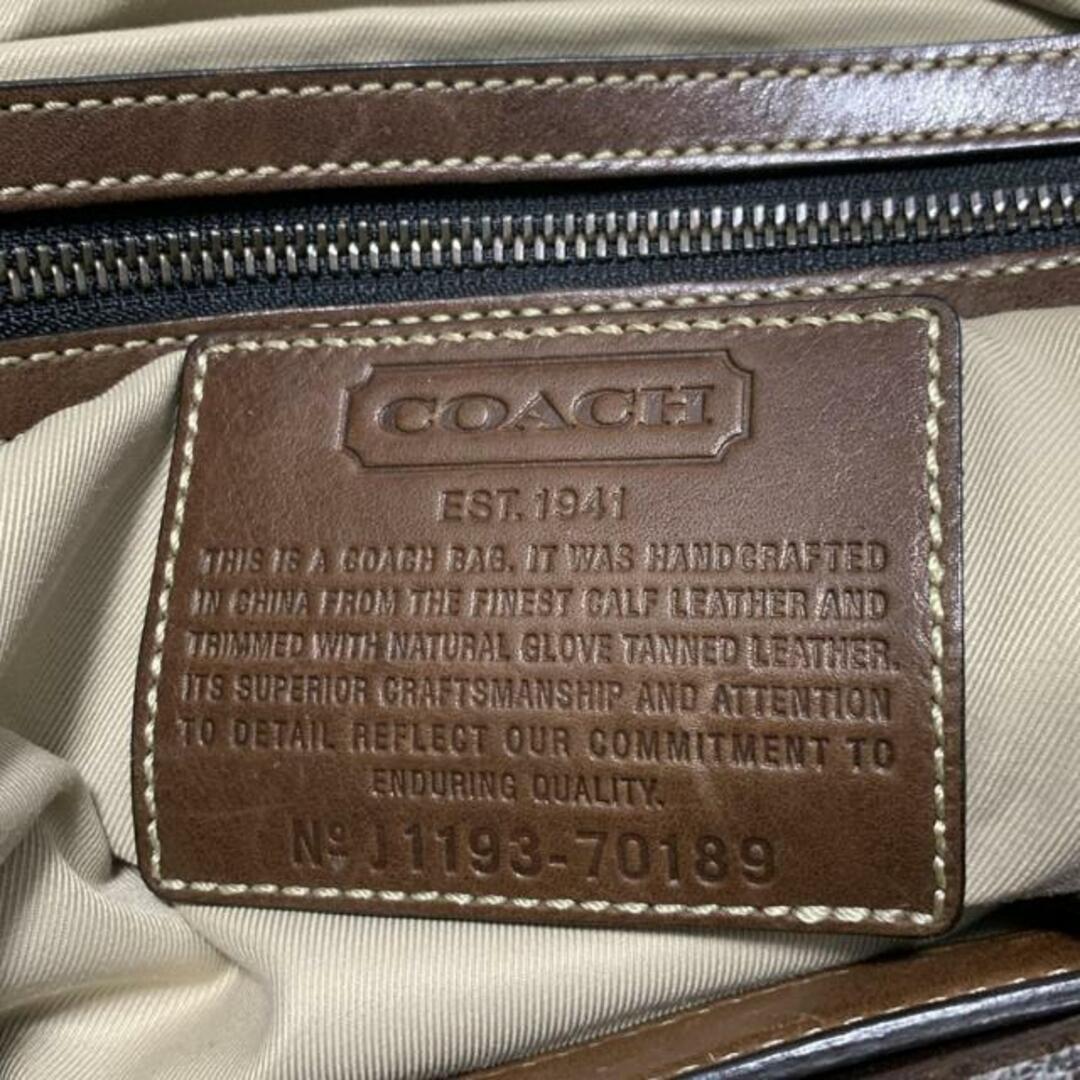 COACH
EST. 1941
THIS IS A COACH BAG. IT WAS HANDCRAFTED
IN CHINA FROM THE FINEST CALF LEATHER AND
TRIMMED WITH NATURAL GLOVE TANNED LEATHER.
ITS SUPERIOR CRAFTSMANSHIP AND ATTENTION
TO DETAIL REFLECT OUR COMMITMENT TO
ENDURING QUALITY.
Nº J1193-70189